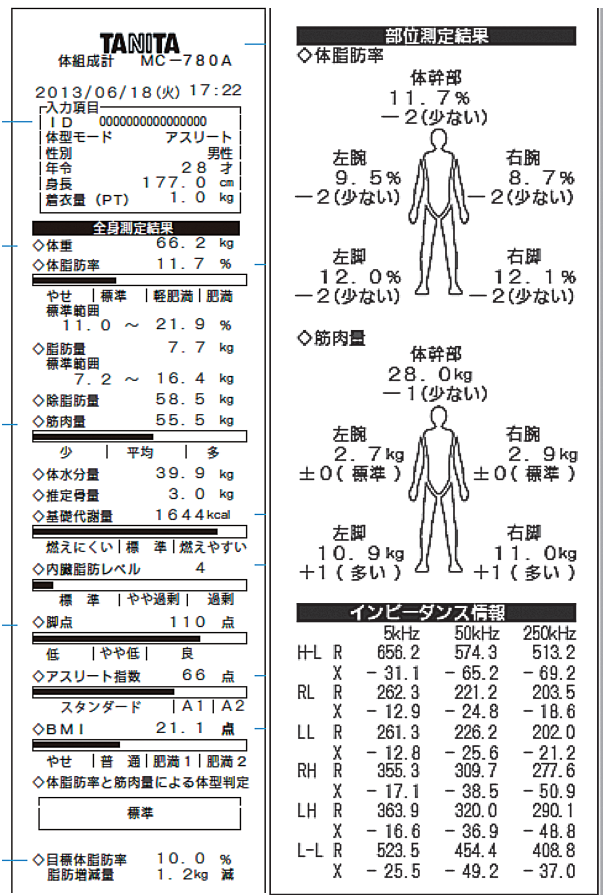 TANITA
体組成計 MC-780A
2013/06/18(火) 17:22
入力項目
ID 0000000000000000
体型モード アスリート
性別 男性
年令 28 才
身長 177.0 cm
着衣量 (PT) 1.0 kg
全身測定結果
◇体重 66.2 kg
◇体脂肪率 11.7 %
やせ | 標準 | 軽肥満 | 肥満
標準範囲
11.0 ~ 21.9 %
◇脂肪量 7.7 kg
標準範囲
7.2 ~ 16.4 kg
◇除脂肪量 58.5 kg
◇筋肉量 55.5 kg
少 | 平均 | 多
◇体水分量 39.9 kg
◇推定骨量 3.0 kg
◇基礎代謝量 1644kcal
燃えにくい | 標 準 | 燃えやすい
◇内臓脂肪レベル 4
標 準 | やや過剰 | 過剰
◇脚点 110 点
低 | やや低 | 良
◇アスリート指数 66 点
スタンダード | A1 | A2
◇BMI 21.1 点
やせ | 普 通 | 肥満1 | 肥満2
◇体脂肪率と筋肉量による体型判定
標準
◇目標体脂肪率 10.0 %
脂肪増減量 1.2kg 減
部位測定結果
◇体脂肪率
体幹部
11.7%
-2(少ない)
左腕 右腕
9.5% 8.7%
-2(少ない) -2(少ない)
左脚 右脚
12.0% 12.1%
-2(少ない) -2(少ない)
◇筋肉量
体幹部
28.0kg
-1(少ない)
左腕 右腕
2.7kg 2.9kg
±0( 標準 ) ±0( 標準 )
左脚 右脚
10.9kg 11.0kg
+1( 多い ) +1( 多い )
インピーダンス情報
5kHz 50kHz 250kHz
H-L R 656.2 574.3 513.2
X - 31.1 - 65.2 - 69.2
RL R 262.3 221.2 203.5
X - 12.9 - 24.8 - 18.6
LL R 261.3 226.2 202.0
X - 12.8 - 25.6 - 21.2
RH R 355.3 309.7 277.6
X - 17.1 - 38.5 - 50.9
LH R 363.9 320.0 290.1
X - 16.6 - 36.9 - 48.8
L-L R 523.5 454.4 408.8
X - 25.5 - 49.2 - 37.0